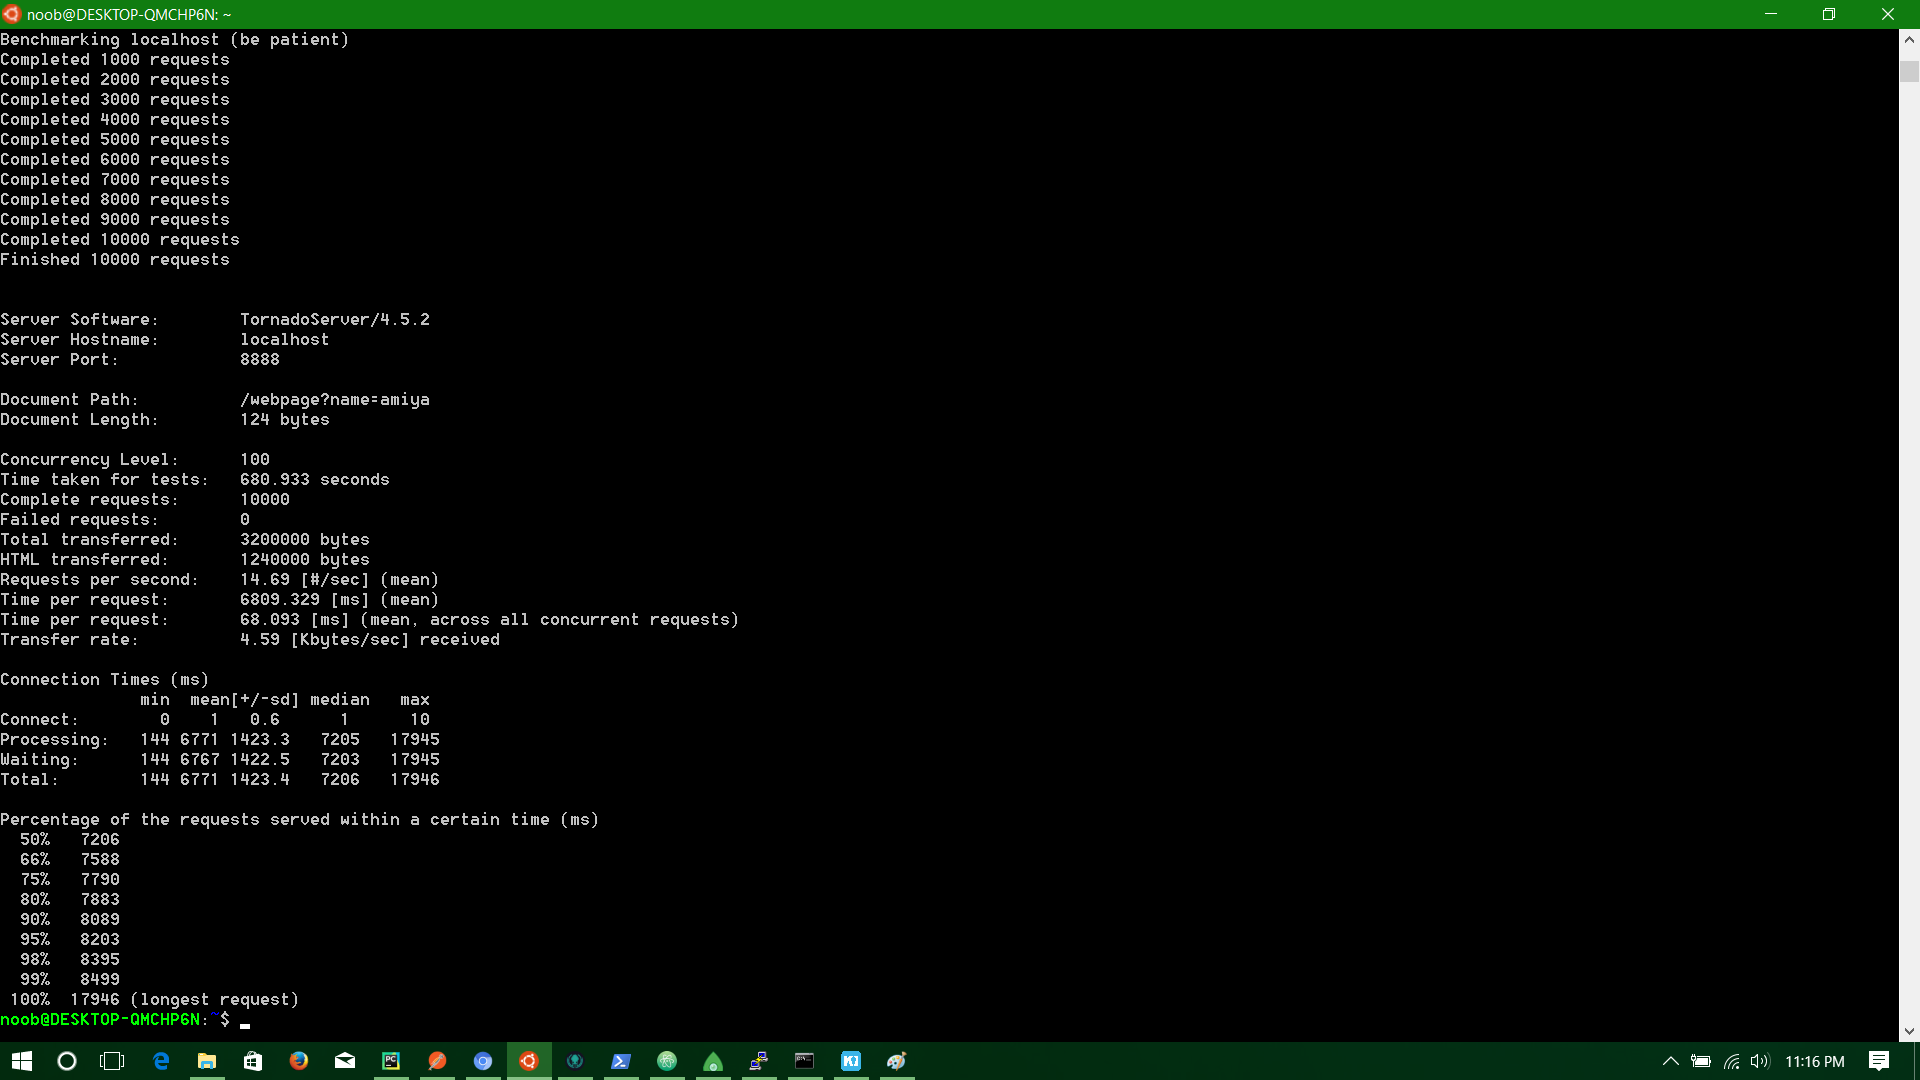 noob@DESKTOP-QMCHP6N: ~
Benchmarking localhost (be patient)
Completed 1000 requests
Completed 2000 requests
Completed 3000 requests
Completed 4000 requests
Completed 5000 requests
Completed 6000 requests
Completed 7000 requests
Completed 8000 requests
Completed 9000 requests
Completed 10000 requests
Finished 10000 requests
Server Software:        TornadoServer/4.5.2
Server Hostname:        localhost
Server Port:            8888
Document Path:          /webpage?name=amiya
Document Length:        124 bytes
Concurrency Level:      100
Time taken for tests:   680.933 seconds
Complete requests:      10000
Failed requests:        0
Total transferred:      3200000 bytes
HTML transferred:       1240000 bytes
Requests per second:    14.69 [#/sec] (mean)
Time per request:       6809.329 [ms] (mean)
Time per request:       68.093 [ms] (mean, across all concurrent requests)
Transfer rate:          4.59 [Kbytes/sec] received
Connection Times (ms)
              min  mean[+/-sd] median   max
Connect:        0    1   0.6      1      10
Processing:   144 6771 1423.3   7205   17945
Waiting:      144 6767 1422.5   7203   17945
Total:        144 6771 1423.4   7206   17946
Percentage of the requests served within a certain time (ms)
  50%   7206
  66%   7588
  75%   7790
  80%   7883
  90%   8089
  95%   8203
  98%   8395
  99%   8499
 100%  17946 (longest request)
noob@DESKTOP-QMCHP6N:~$
PC
K
11:16 PM